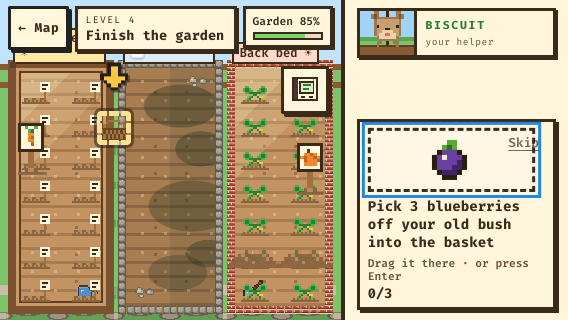 ← Map
LEVEL 4
Finish the garden
Garden 85%
Back bed ☀
BISCUIT
your helper
Skip
Pick 3 blueberries
off your old bush
into the basket
Drag it there · or press
Enter
0/3